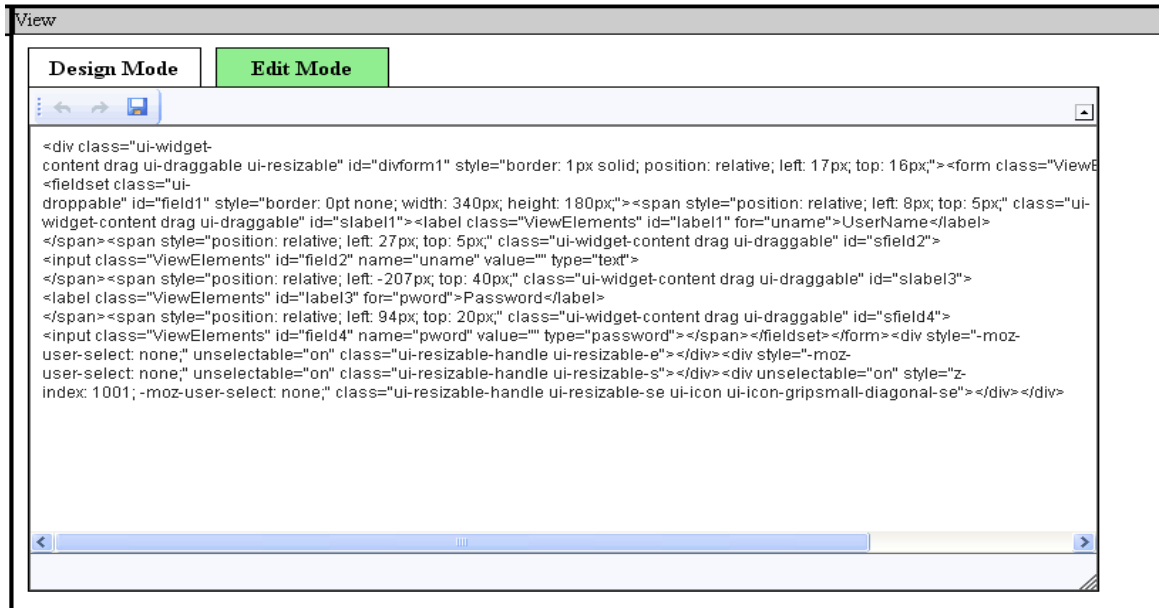 View
Design Mode
Edit Mode
<div class="ui-widget-
content drag ui-draggable ui-resizable" id="divform1" style="border: 1px solid; position: relative; left: 17px; top: 16px;"><form class="ViewE
<fieldset class="ui-
droppable" id="field1" style="border: 0pt none; width: 340px; height: 180px;"><span style="position: relative; left: 8px; top: 5px;" class="ui-
widget-content drag ui-draggable" id="slabel1"><label class="ViewElements" id="label1" for="uname">UserName</label>
</span><span style="position: relative; left: 27px; top: 5px;" class="ui-widget-content drag ui-draggable" id="sfield2">
<input class="ViewElements" id="field2" name="uname" value="" type="text">
</span><span style="position: relative; left: -207px; top: 40px;" class="ui-widget-content drag ui-draggable" id="slabel3">
<label class="ViewElements" id="label3" for="pword">Password</label>
</span><span style="position: relative; left: 94px; top: 20px;" class="ui-widget-content drag ui-draggable" id="sfield4">
<input class="ViewElements" id="field4" name="pword" value="" type="password"></span></fieldset></form><div style="-moz-
user-select: none;" unselectable="on" class="ui-resizable-handle ui-resizable-e"></div><div style="-moz-
user-select: none;" unselectable="on" class="ui-resizable-handle ui-resizable-s"></div><div unselectable="on" style="z-
index: 1001; -moz-user-select: none;" class="ui-resizable-handle ui-resizable-se ui-icon ui-icon-gripsmall-diagonal-se"></div></div>